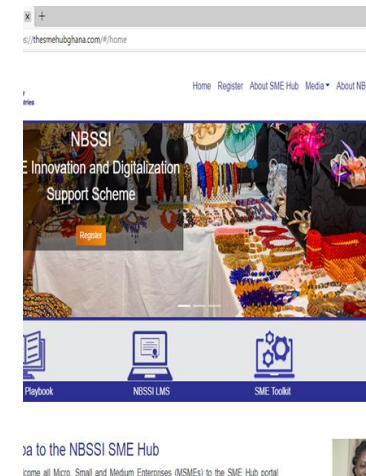 x +
s://thesmehubghana.com/#/home
Home Register About SME Hub Media About NB
NBSSI
E Innovation and Digitalization
Support Scheme
Register
Playbook NBSSI LMS SME Toolkit
ba to the NBSSI SME Hub
come all Micro, Small and Medium Enterprises (MSMEs) to the SME Hub portal